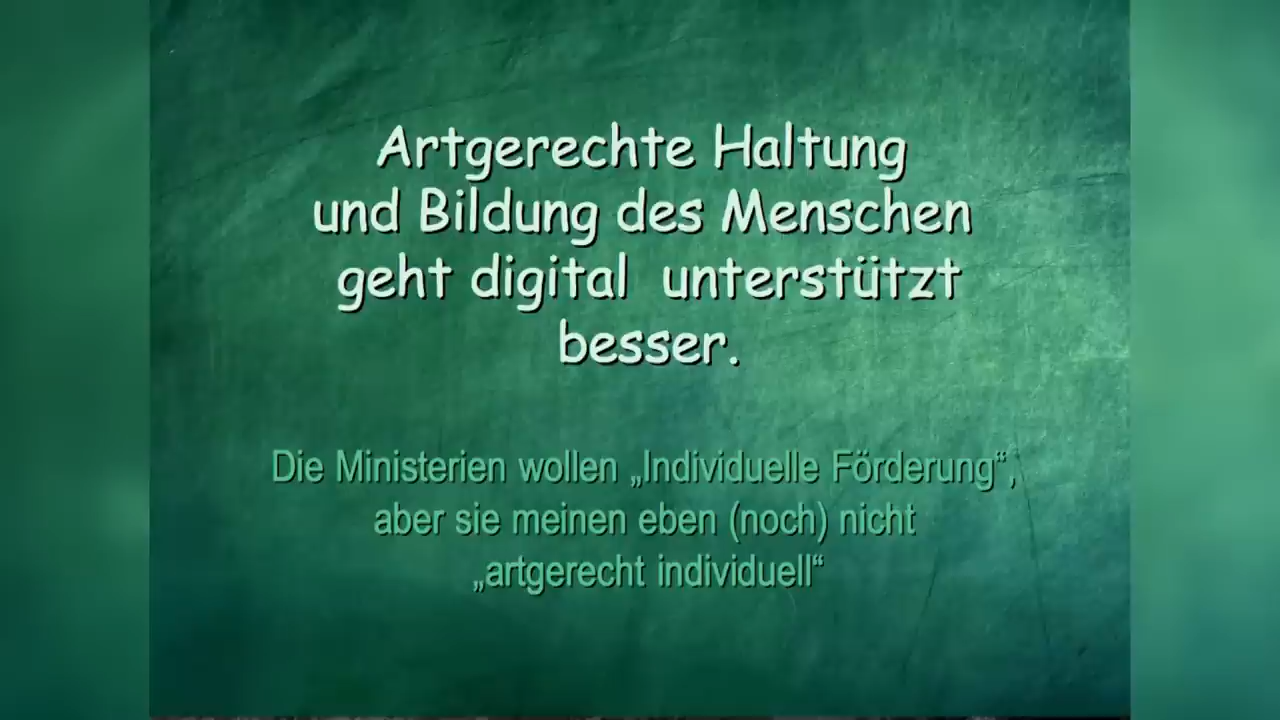 Artgerechte Haltung
und Bildung des Menschen
geht digital unterstützt
besser.
Die Ministerien wollen „Individuelle Förderung“,
aber sie meinen eben (noch) nicht
„artgerecht individuell“